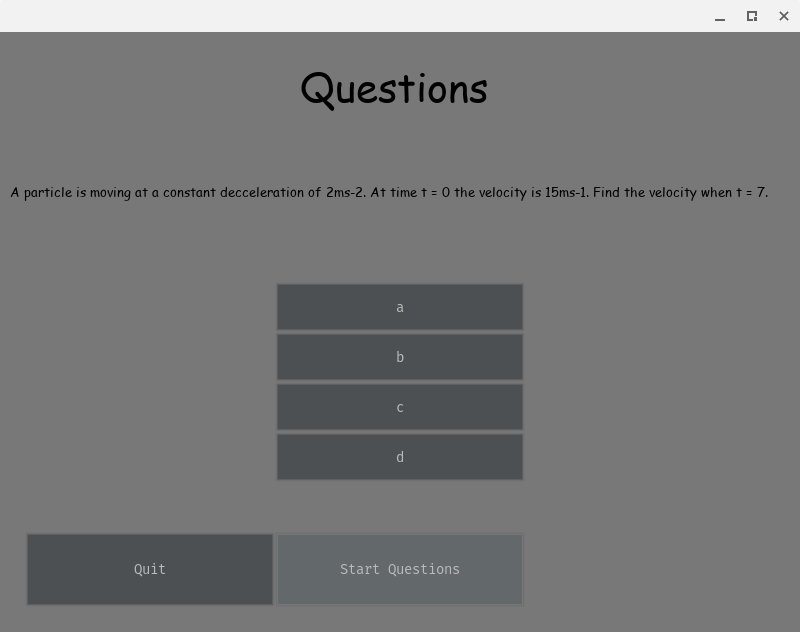 Questions
A particle is moving at a constant decceleration of 2ms-2. At time t = 0 the velocity is 15ms-1. Find the velocity when t = 7.
a
b
c
d
Quit
Start Questions